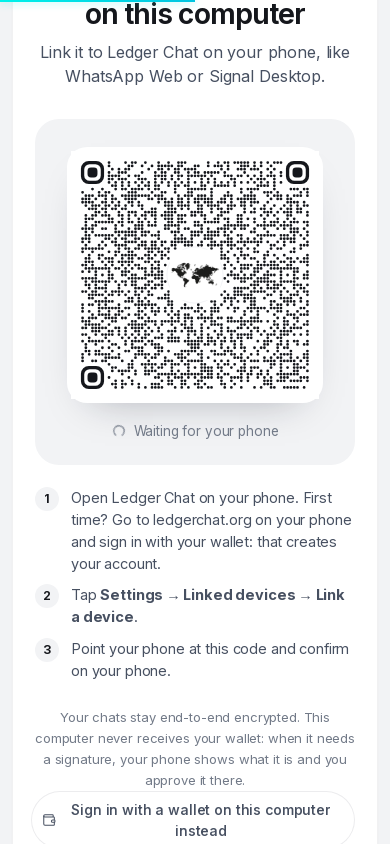 on this computer
Link it to Ledger Chat on your phone, like
WhatsApp Web or Signal Desktop.
Waiting for your phone
1 Open Ledger Chat on your phone. First
time? Go to ledgerchat.org on your phone
and sign in with your wallet: that creates
your account.
2 Tap Settings → Linked devices → Link
a device.
3 Point your phone at this code and confirm
on your phone.
Your chats stay end-to-end encrypted. This
computer never receives your wallet: when it needs
a signature, your phone shows what it is and you
approve it there.
Sign in with a wallet on this computer
instead